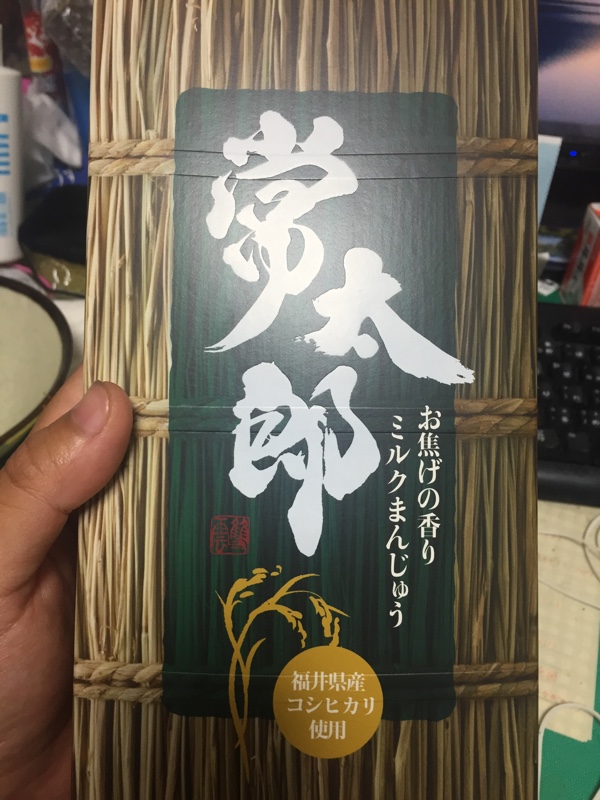 常太郎
お焦げの香り
ミルクまんじゅう
福井県産
コシヒカリ
使用